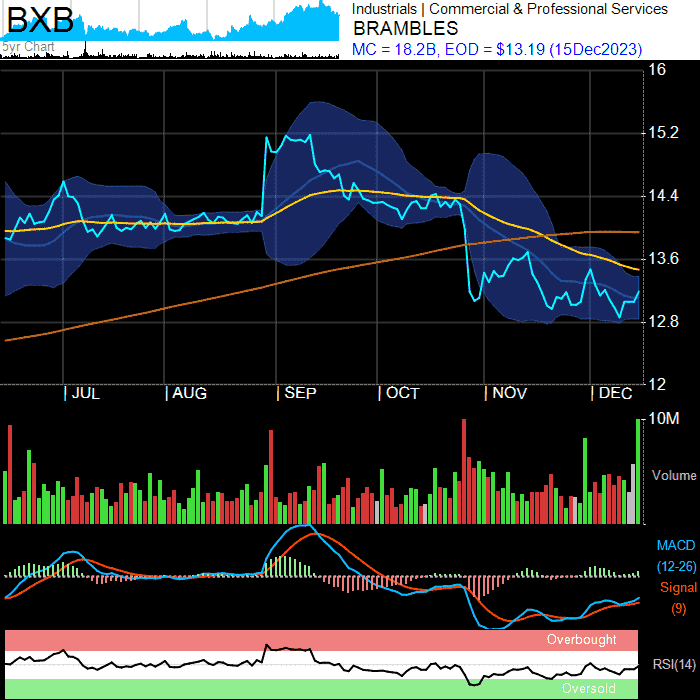 BXB
5yr Chart
Industrials | Commercial & Professional Services
BRAMBLES
MC = 18.2B, EOD = $13.19 (15Dec2023)
16
15.2
14.4
13.6
12.8
12
| JUL | AUG | SEP | OCT | NOV | DEC
10M
Volume
MACD
(12-26)
Signal
(9)
Overbought
RSI(14)
Oversold